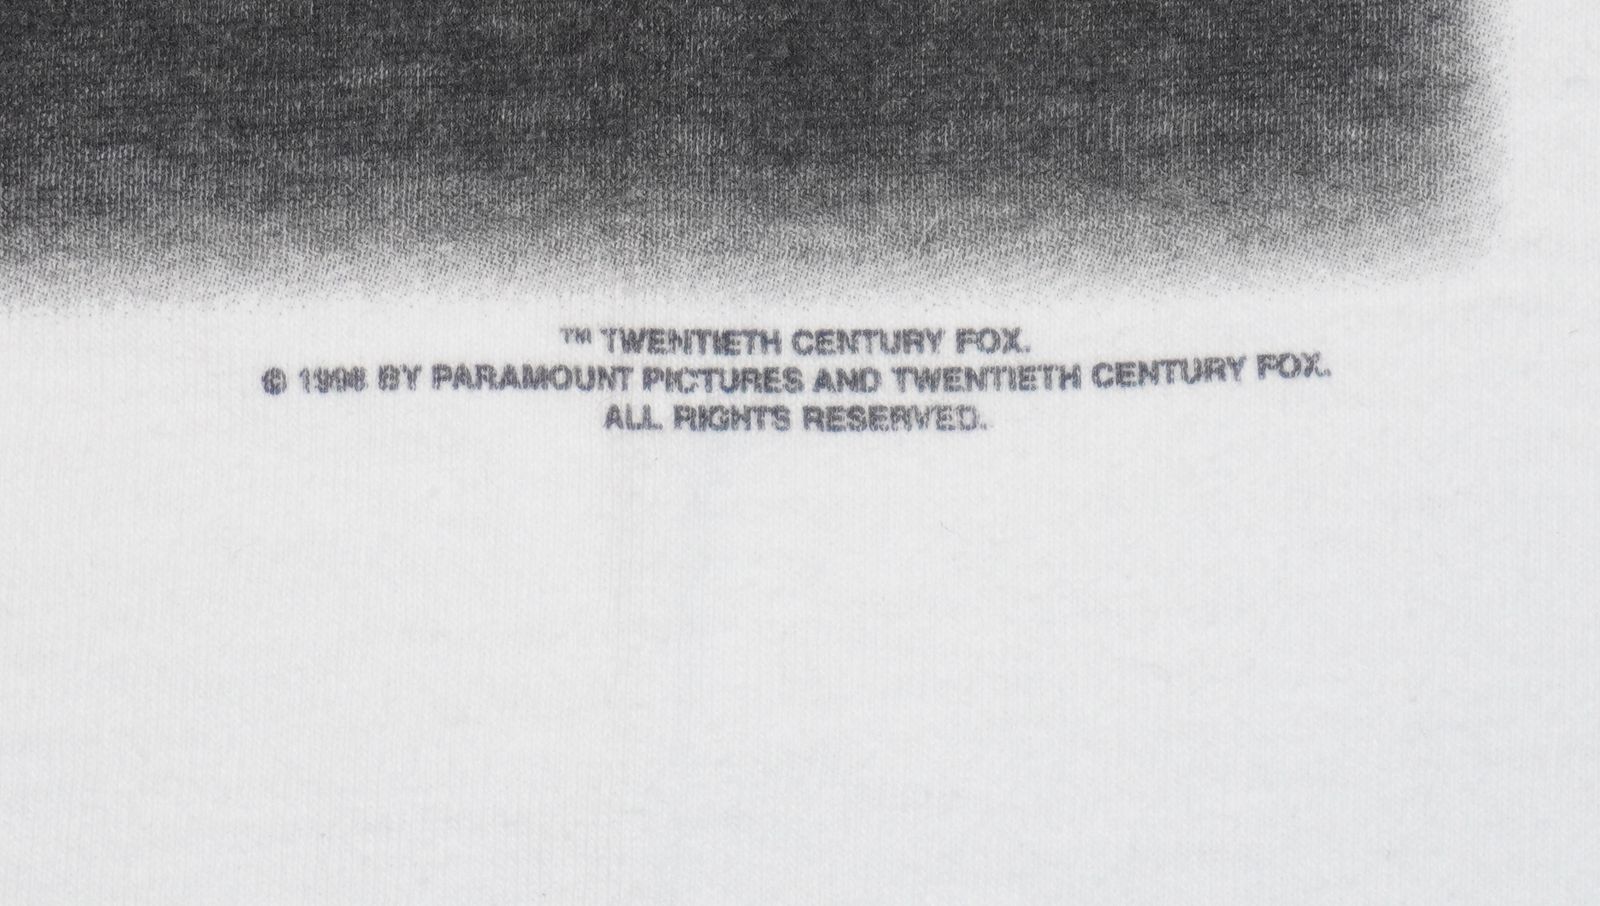 ™ TWENTIETH CENTURY FOX.
© 1998 BY PARAMOUNT PICTURES AND TWENTIETH CENTURY FOX.
ALL RIGHTS RESERVED.